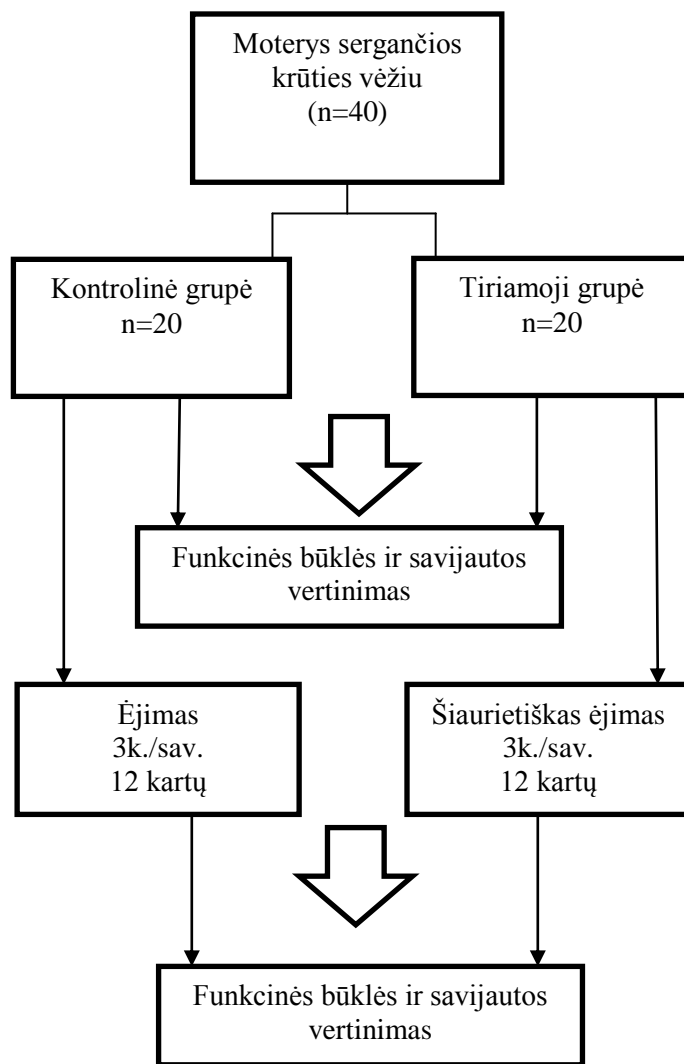 Moterys sergančios
krūties vėžiu
(n=40)
Kontrolinė grupė
n=20
Tiriamoji grupė
n=20
Funkcinės būklės ir savijautos
vertinimas
Ėjimas
3k./sav.
12 kartų
Šiaurietiškas ėjimas
3k./sav.
12 kartų
Funkcinės būklės ir savijautos
vertinimas